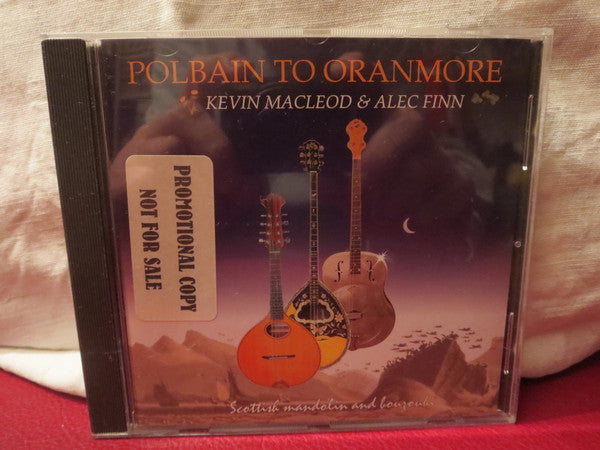 POLBAIN TO ORANMORE
KEVIN MACLEOD & ALEC FINN
PROMOTIONAL COPY
NOT FOR SALE
Scottish mandolin and bouzouki